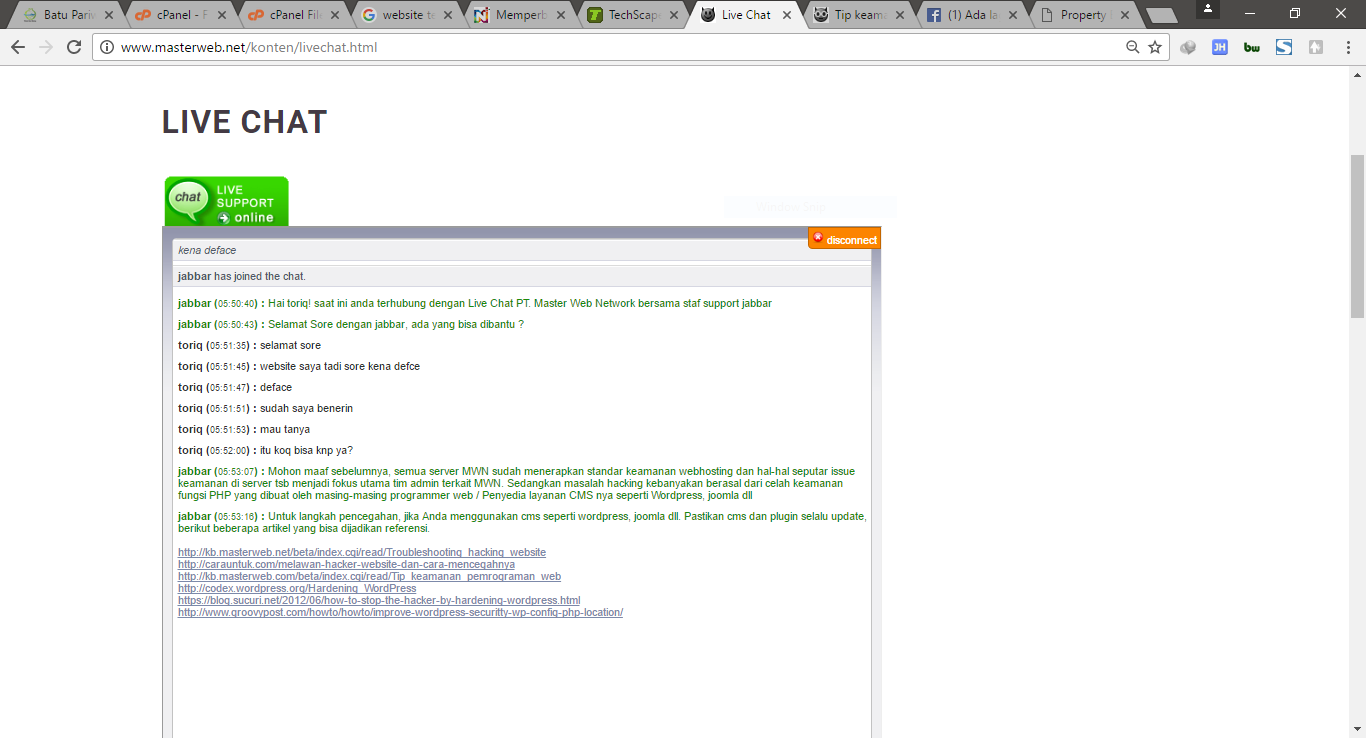 Batu Pariw
cPanel - F
cPanel File
website te
Memperb
TechScape
Live Chat
Tip keam
(1) Ada la
Property
www.masterweb.net/konten/livechat.html
LIVE CHAT
chat
LIVE
SUPPORT
online
disconnect
kena deface
jabbar has joined the chat.
jabbar (05:50:40) : Hai toriq! saat ini anda terhubung dengan Live Chat PT. Master Web Network bersama staf support jabbar
jabbar (05:50:43) : Selamat Sore dengan jabbar, ada yang bisa dibantu ?
toriq (05:51:35) : selamat sore
toriq (05:51:45) : website saya tadi sore kena defce
toriq (05:51:47) : deface
toriq (05:51:51) : sudah saya benerin
toriq (05:51:53) : mau tanya
toriq (05:52:00) : itu koq bisa knp ya?
jabbar (05:53:07) : Mohon maaf sebelumnya, semua server MWN sudah menerapkan standar keamanan webhosting dan hal-hal seputar issue
keamanan di server tsb menjadi fokus utama tim admin terkait MWN. Sedangkan masalah hacking kebanyakan berasal dari celah keamanan
fungsi PHP yang dibuat oleh masing-masing programmer web / Penyedia layanan CMS nya seperti Wordpress, joomla dll
jabbar (05:53:16) : Untuk langkah pencegahan, jika Anda menggunakan cms seperti wordpress, joomla dll. Pastikan cms dan plugin selalu update,
berikut beberapa artikel yang bisa dijadikan referensi.
http://kb.masterweb.net/beta/index.cgi/read/Troubleshooting_hacking_website
http://carauntuk.com/melawan-hacker-website-dan-cara-mencegahnya
http://kb.masterweb.com/beta/index.cgi/read/Tip_keamanan_pemrograman_web
http://codex.wordpress.org/Hardening_WordPress
https://blog.sucuri.net/2012/06/how-to-stop-the-hacker-by-hardening-wordpress.html
http://www.groovypost.com/howto/howto/improve-wordpress-securitty-wp-config-php-location/